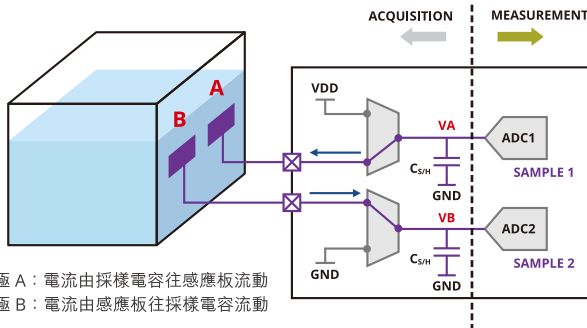 ACQUISITION
MEASUREMENT
VDD
A
B
VA
ADC1
CS/H
SAMPLE 1
GND
VB
ADC2
GND
CS/H
SAMPLE 2
GND
極 A：電流由採樣電容往感應板流動
極 B：電流由感應板往採樣電容流動